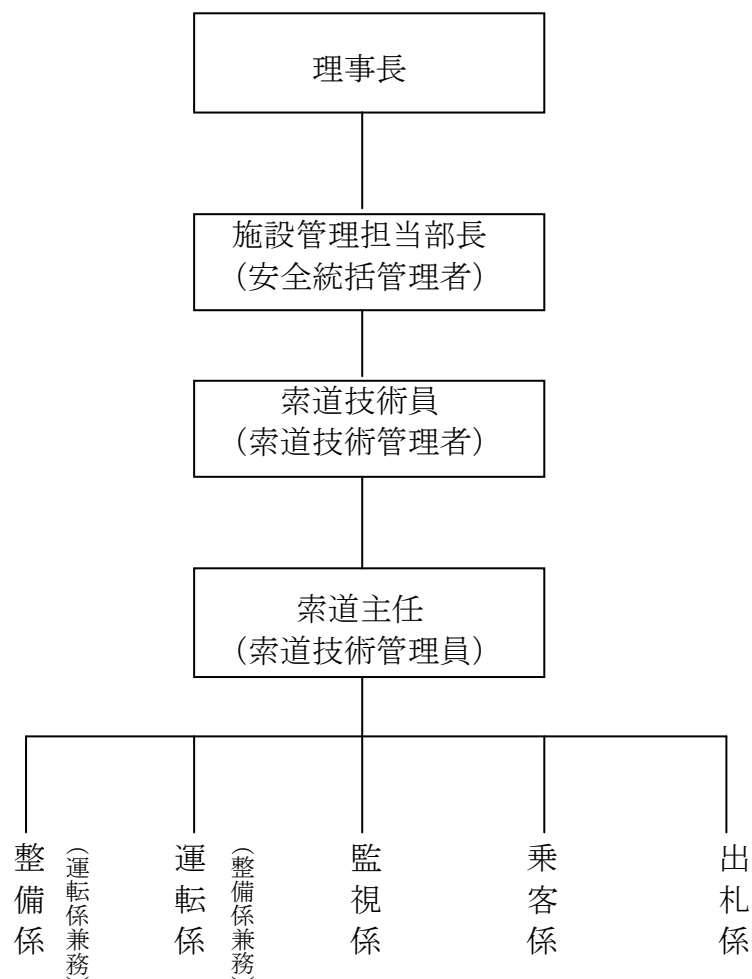 理事長
施設管理担当部長
（安全統括管理者）
索道技術員
（索道技術管理者）
索道主任
（索道技術管理員）
整備係
（運転係兼務）
運転係
（整備係兼務）
監視係
乗客係
出札係